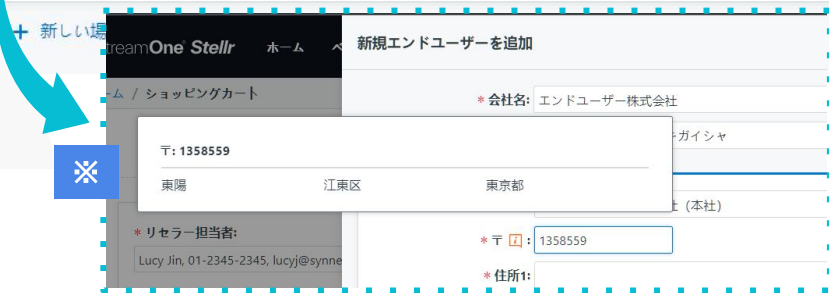 + 新しい場
treamOne Stellr ホーム ベ
新規エンドユーザーを追加
ーム / ショッピングカート
* 会社名: エンドユーザー株式会社
キガイシャ
〒: 1358559
東陽 江東区 東京都
※
社 (本社)
* リセラー担当者:
* 〒 i : 1358559
Lucy Jin, 01-2345-2345, lucyj@synne
* 住所1: